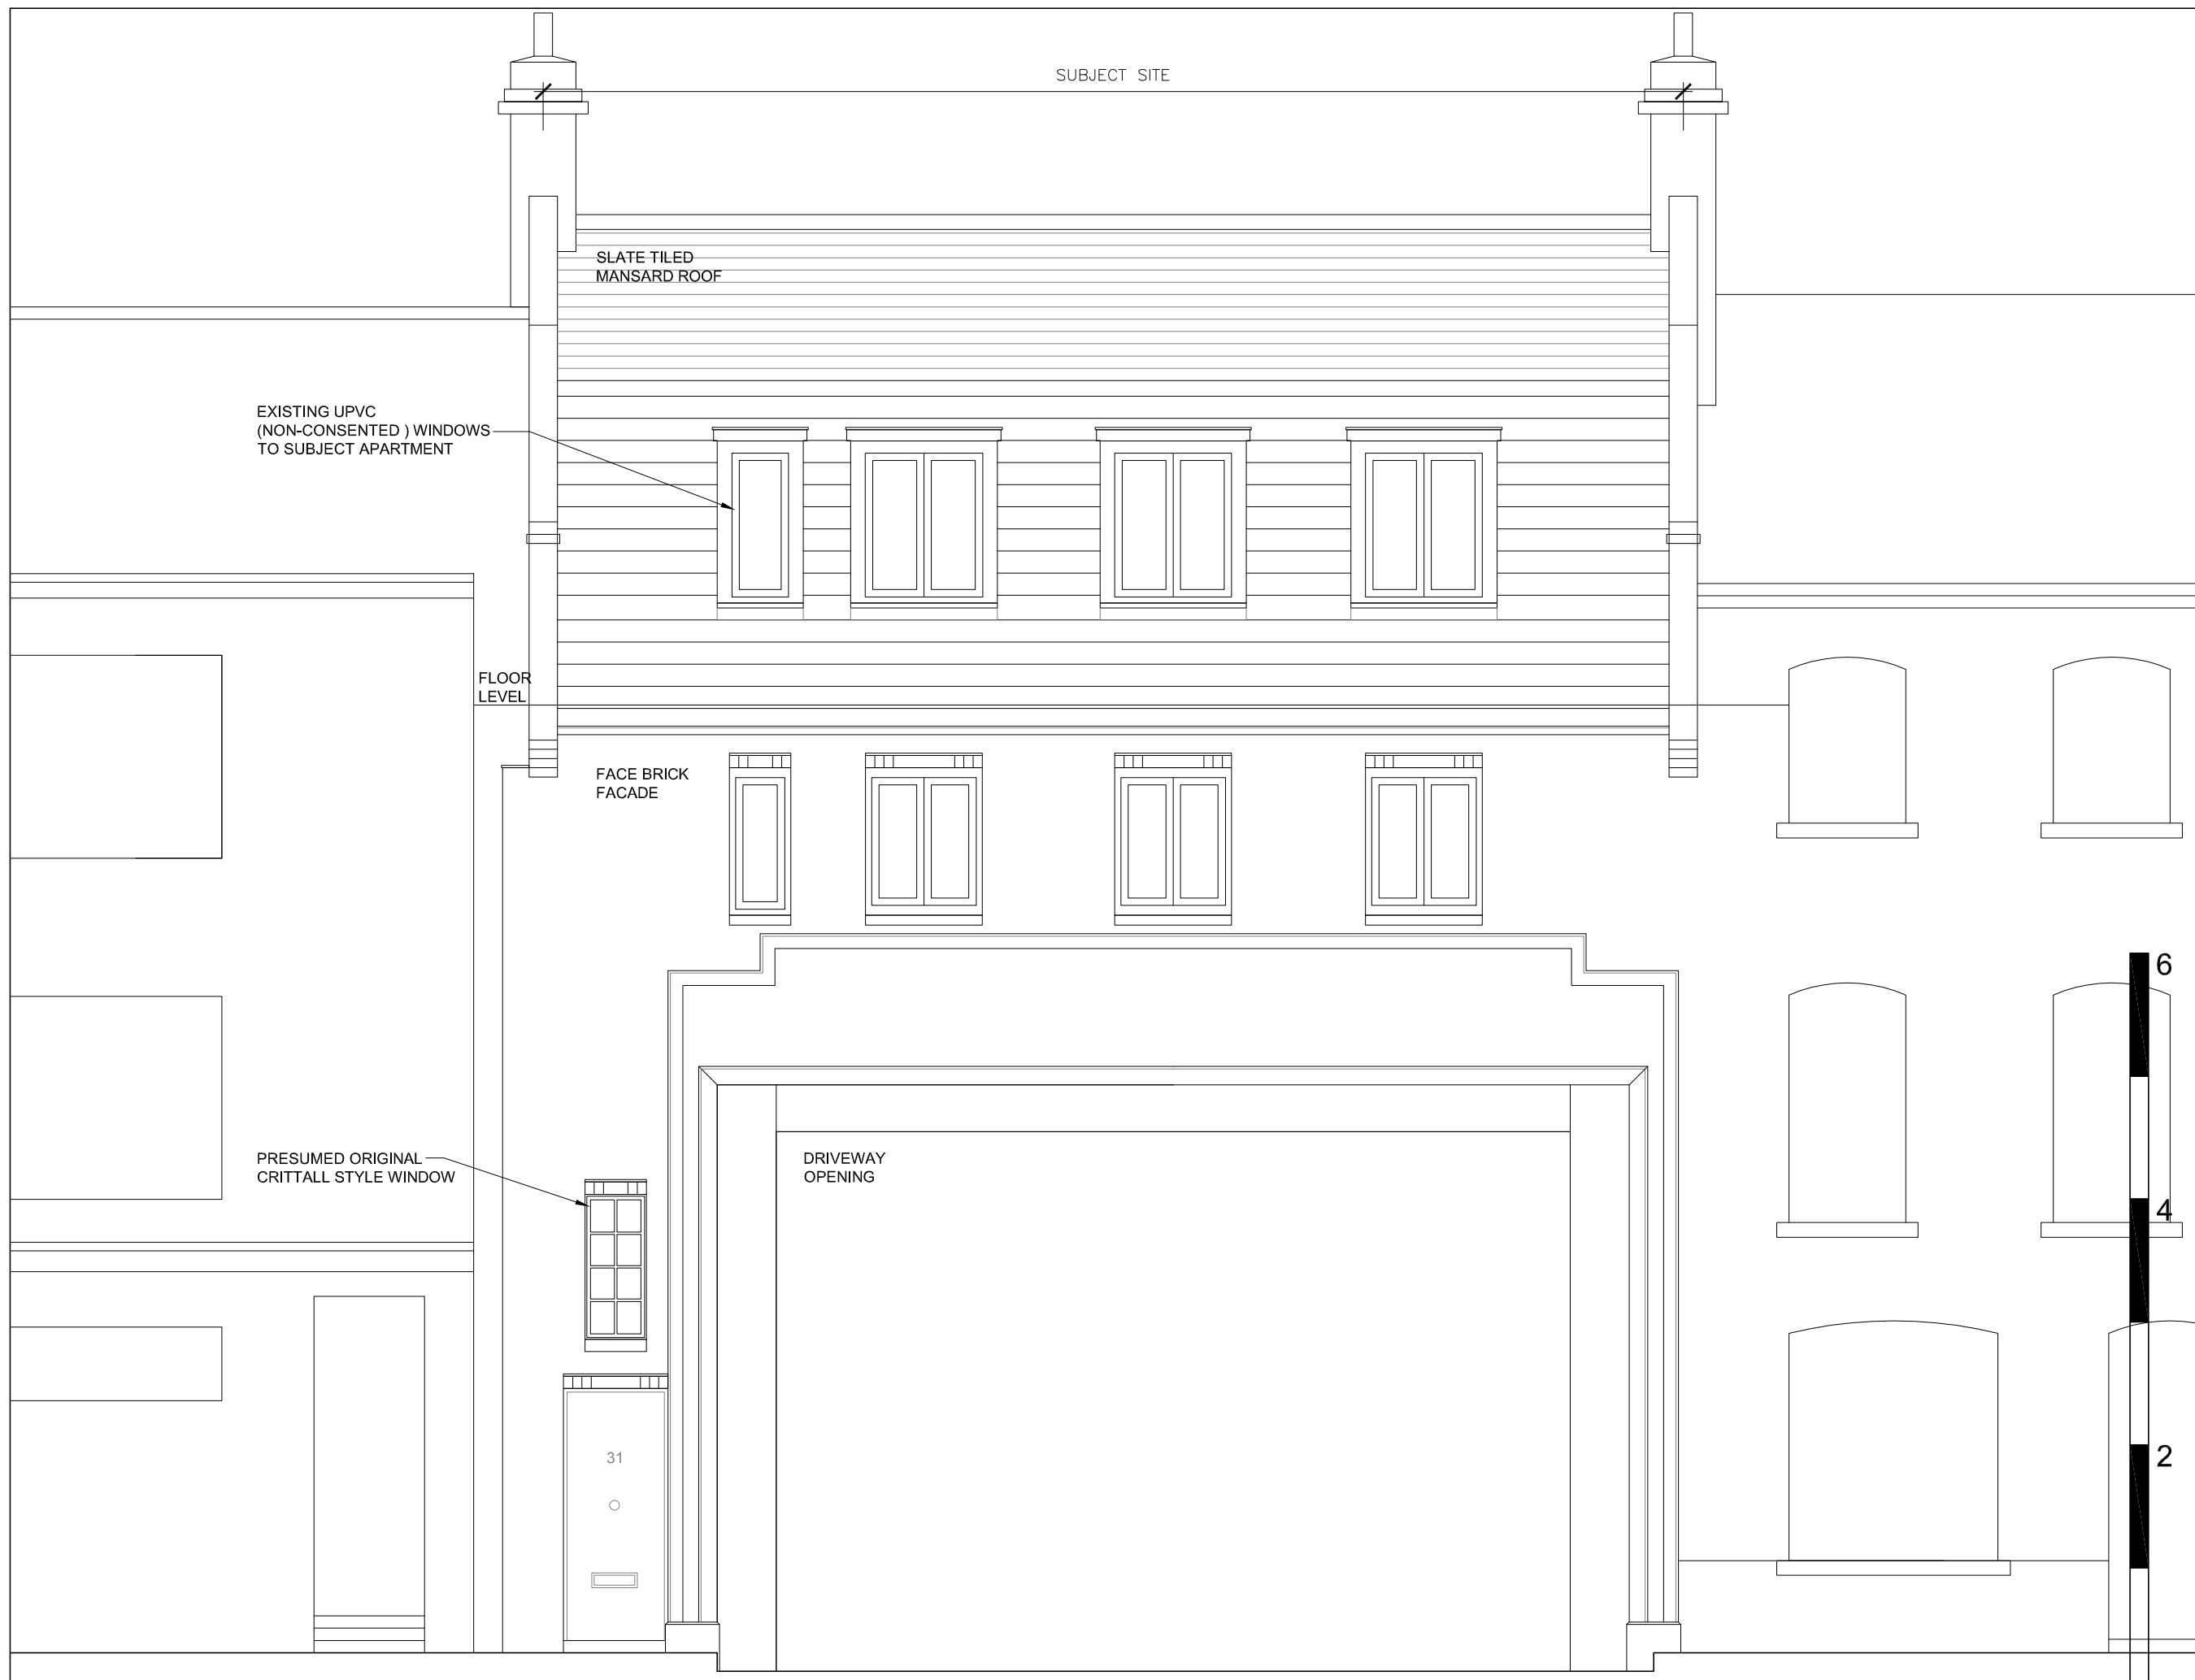 SUBJECT SITE
SLATE TILED
MANSARD ROOF
EXISTING UPVC
(NON-CONSENTED ) WINDOWS
TO SUBJECT APARTMENT
FLOOR
LEVEL
FACE BRICK
FACADE
6
PRESUMED ORIGINAL
CRITTALL STYLE WINDOW
DRIVEWAY
OPENING
4
31
2